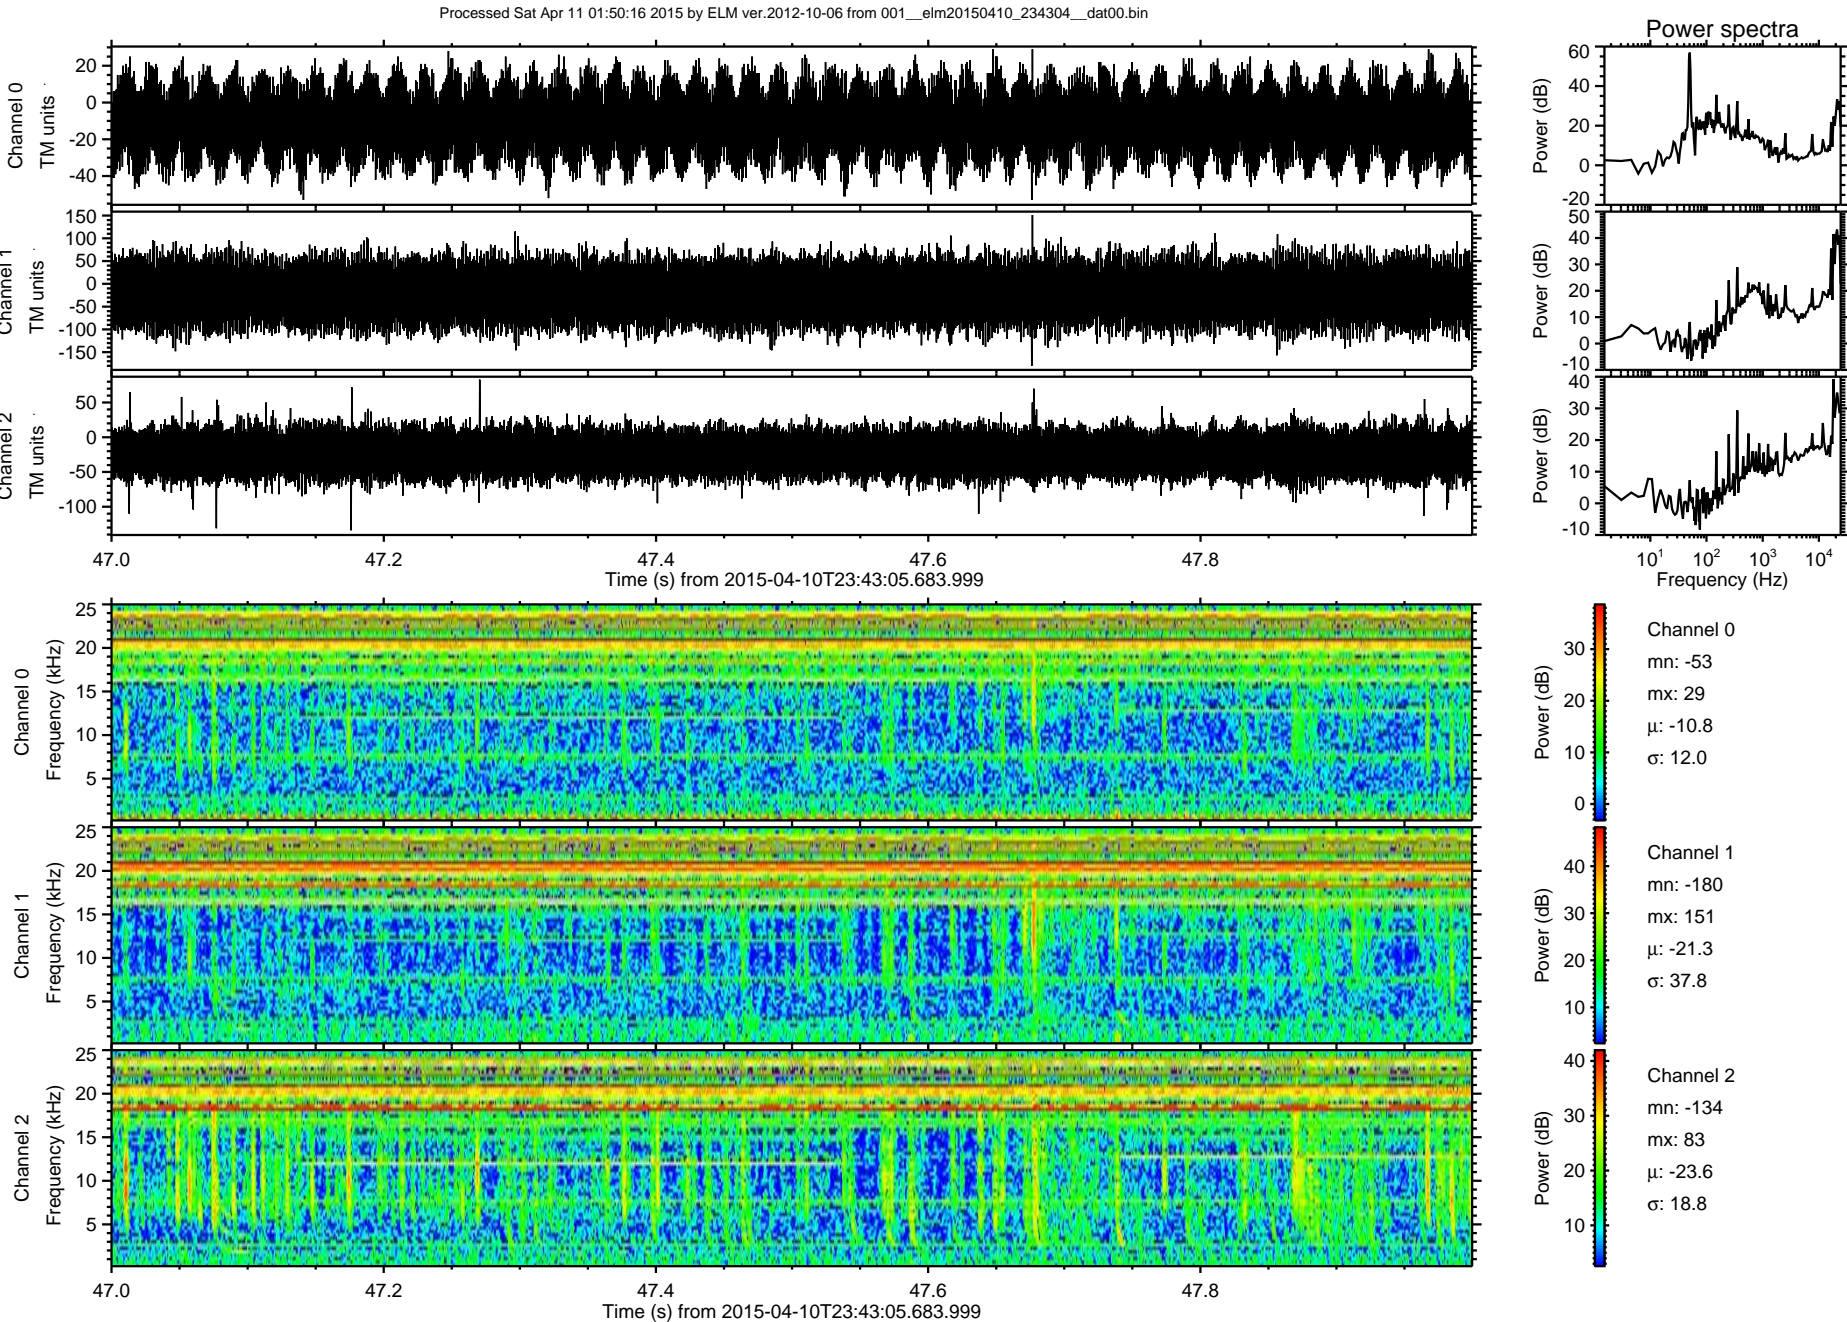 Processed Sat Apr 11 01:50:16 2015 by ELM ver.2012-10-06 from 001__elm20150410_234304__dat00.bin
Power spectra
Channel 0
TM units
20
0
-20
-40
Power (dB)
60
40
20
0
-20
Channel 1
TM units
150
100
50
0
-50
-100
-150
Power (dB)
50
40
30
20
10
0
-10
Channel 2
TM units
50
0
-50
-100
Power (dB)
40
30
20
10
0
-10
47.0 47.2 47.4 47.6 47.8
Time (s) from 2015-04-10T23:43:05.683.999
10¹ 10² 10³ 10⁴
Frequency (Hz)
Channel 0
Frequency (kHz)
25
20
15
10
5
Power (dB)
30
20
10
0
Channel 0
mn: -53
mx: 29
μ: -10.8
σ: 12.0
Channel 1
Frequency (kHz)
25
20
15
10
5
Power (dB)
40
30
20
10
Channel 1
mn: -180
mx: 151
μ: -21.3
σ: 37.8
Channel 2
Frequency (kHz)
25
20
15
10
5
Power (dB)
40
30
20
10
Channel 2
mn: -134
mx: 83
μ: -23.6
σ: 18.8
47.0 47.2 47.4 47.6 47.8
Time (s) from 2015-04-10T23:43:05.683.999